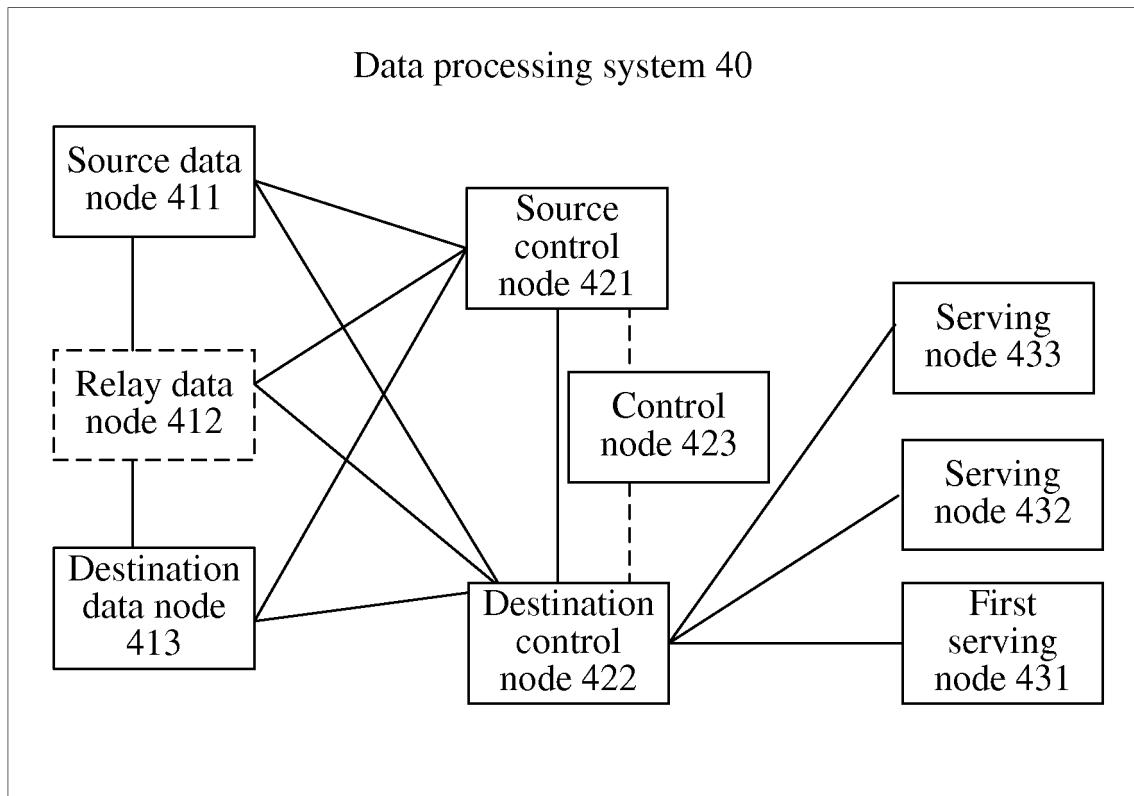 Data processing system 40
Source data
node 411
Source
control
node 421
Serving
node 433
Relay data
node 412
Control
node 423
Serving
node 432
Destination
data node
413
Destination
control
node 422
First
serving
node 431